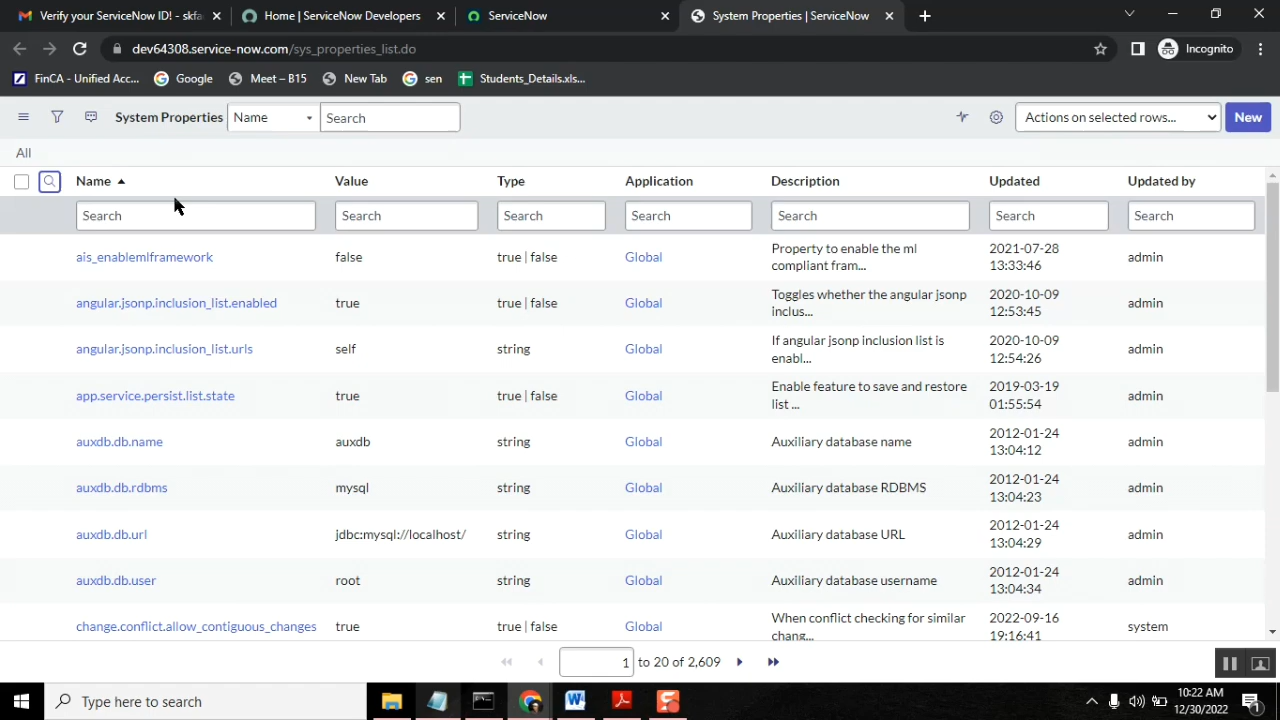 Verify your ServiceNow ID! - skfa
Home | ServiceNow Developers
ServiceNow
System Properties | ServiceNow
dev64308.service-now.com/sys_properties_list.do
Incognito
FinCA - Unified Acc...
Google
Meet – B15
New Tab
sen
Students_Details.xls...
System Properties
Name
Search
Actions on selected rows...
New
All
Name Value Type Application Description Updated Updated by
Search Search Search Search Search Search Search
ais_enablemlframework false true | false Global Property to enable the ml compliant fram... 2021-07-28 13:33:46 admin
angular.jsonp.inclusion_list.enabled true true | false Global Toggles whether the angular jsonp inclus... 2020-10-09 12:53:45 admin
angular.jsonp.inclusion_list.urls self string Global If angular jsonp inclusion list is enabl... 2020-10-09 12:54:26 admin
app.service.persist.list.state true true | false Global Enable feature to save and restore list ... 2019-03-19 01:55:54 admin
auxdb.db.name auxdb string Global Auxiliary database name 2012-01-24 13:04:12 admin
auxdb.db.rdbms mysql string Global Auxiliary database RDBMS 2012-01-24 13:04:23 admin
auxdb.db.url jdbc:mysql://localhost/ string Global Auxiliary database URL 2012-01-24 13:04:29 admin
auxdb.db.user root string Global Auxiliary database username 2012-01-24 13:04:34 admin
change.conflict.allow_contiguous_changes true true | false Global When conflict checking for similar chang... 2022-09-16 19:16:41 system
1 to 20 of 2,609
Type here to search
10:22 AM
12/30/2022
1